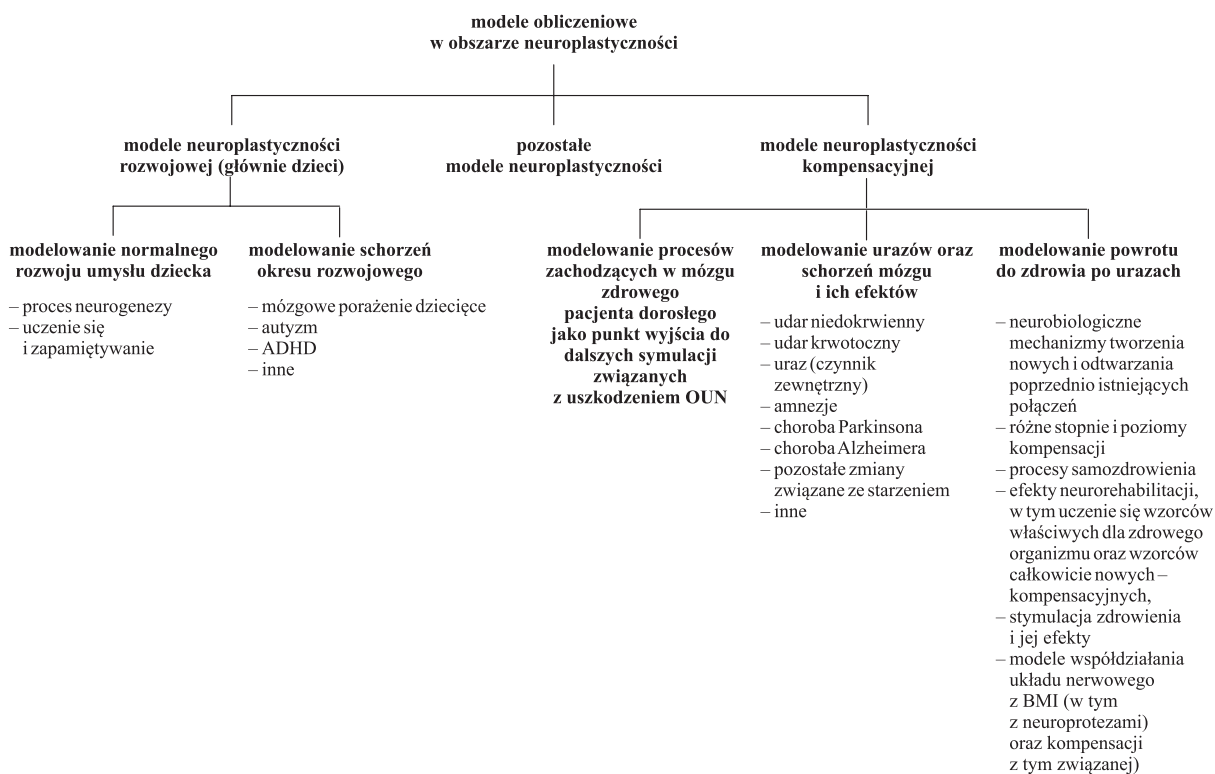 modele obliczeniowe
w obszarze neuroplastyczności
modele neuroplastyczności
rozwojowej (głównie dzieci)
pozostałe
modele neuroplastyczności
modele neuroplastyczności
kompensacyjnej
modelowanie normalnego
rozwoju umysłu dziecka
– proces neurogenezy
– uczenie się
i zapamiętywanie
modelowanie schorzeń
okresu rozwojowego
– mózgowe porażenie dziecięce
– autyzm
– ADHD
– inne
modelowanie procesów
zachodzących w mózgu
zdrowego
pacjenta dorosłego
jako punkt wyjścia do
dalszych symulacji
związanych
z uszkodzeniem OUN
modelowanie urazów oraz
schorzeń mózgu
i ich efektów
– udar niedokrwienny
– udar krwotoczny
– uraz (czynnik
zewnętrzny)
– amnezje
– choroba Parkinsona
– choroba Alzheimera
– pozostałe zmiany
związane ze starzeniem
– inne
modelowanie powrotu
do zdrowia po urazach
– neurobiologiczne
mechanizmy tworzenia
nowych i odtwarzania
poprzednio istniejących
połączeń
– różne stopnie i poziomy
kompensacji
– procesy samozdrowienia
– efekty neurorehabilitacji,
w tym uczenie się wzorców
właściwych dla zdrowego
organizmu oraz wzorców
całkowicie nowych –
kompensacyjnych,
– stymulacja zdrowienia
i jej efekty
– modele współdziałania
układu nerwowego
z BMI (w tym
z neuroprotezami)
oraz kompensacji
z tym związanej)